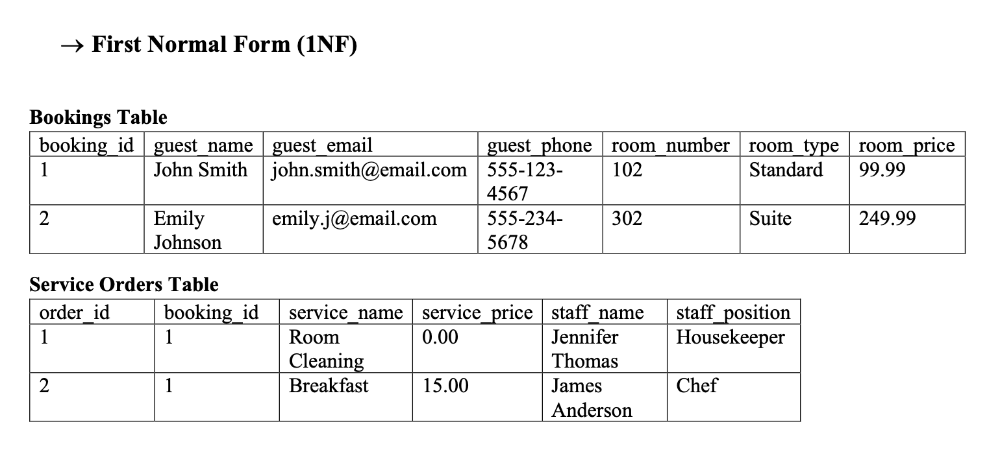 → First Normal Form (1NF)
Bookings Table
booking_id guest_name guest_email guest_phone room_number room_type room_price
1 John Smith john.smith@email.com 555-123-4567 102 Standard 99.99
2 Emily Johnson emily.j@email.com 555-234-5678 302 Suite 249.99
Service Orders Table
order_id booking_id service_name service_price staff_name staff_position
1 1 Room Cleaning 0.00 Jennifer Thomas Housekeeper
2 1 Breakfast 15.00 James Anderson Chef